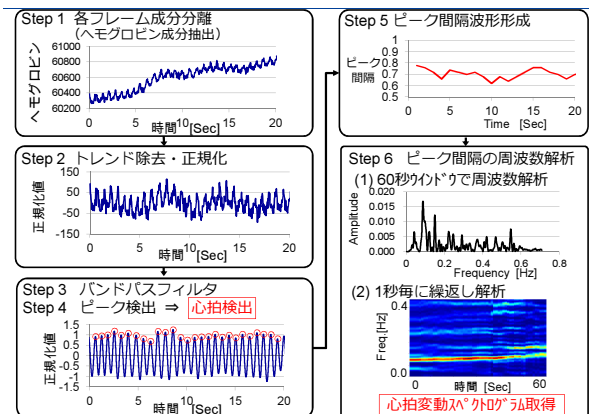 Step 1 各フレーム成分分離
(ヘモグロビン成分抽出)
ヘモグロビン
61000
60800
60600
60400
60200
0 5 10 15 20
時間 [Sec]
Step 2 トレンド除去・正規化
正規化値
150
50
-50
-150
0 5 10 15 20
時間 [Sec]
Step 3 バンドパスフィルタ
Step 4 ピーク検出 ⇒ 心拍検出
正規化値
1.5
1
0.5
0
-0.5
-1
-1.5
0 5 10 15 20
時間 [Sec]
Step 5 ピーク間隔波形形成
ピーク
間隔
1
0.9
0.8
0.7
0.6
0.5
0 5 10 15 20
Time [Sec]
Step 6 ピーク間隔の周波数解析
(1) 60秒ウインドウで周波数解析
Amplitude
0.020
0.015
0.010
0.005
0.000
0 0.2 0.4 0.6 0.8
Frequency [Hz]
(2) 1秒毎に繰返し解析
Freq.[Hz]
0.4
0.0
0 時間 [Sec] 60
心拍変動スペクトログラム取得